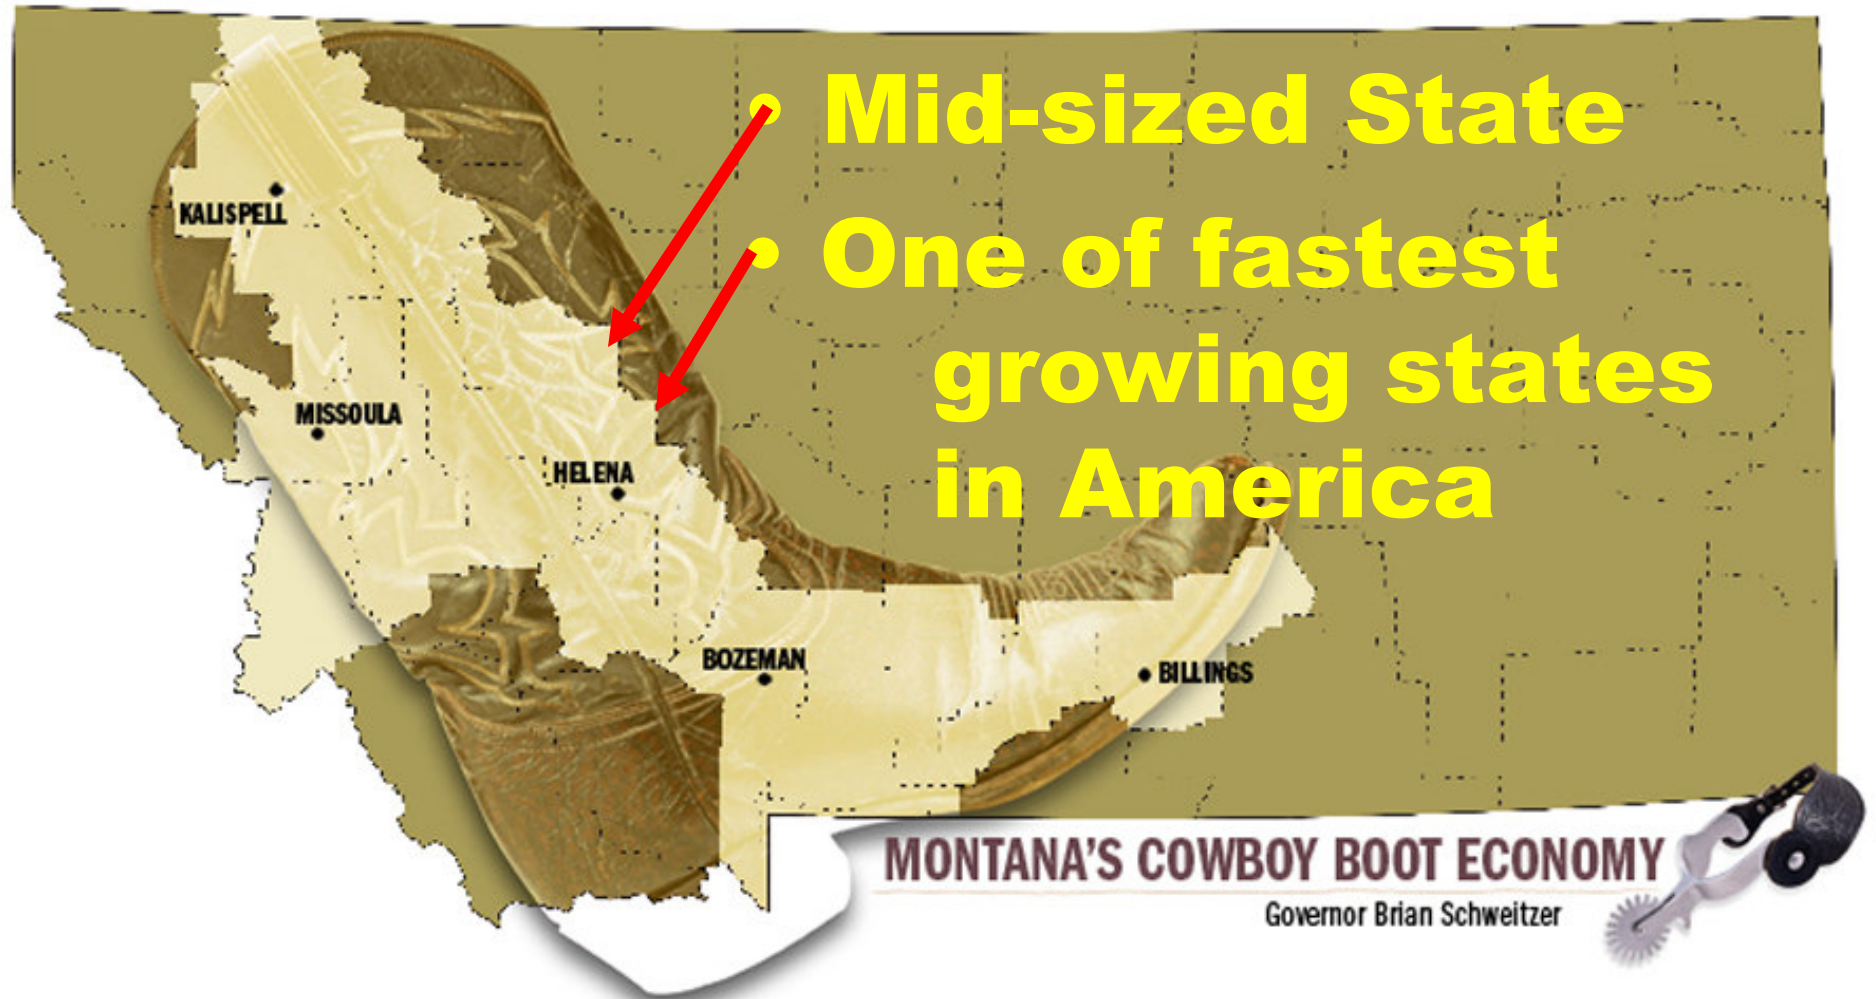 • Mid-sized State
• One of fastest
growing states
in America
KALISPELL
MISSOULA
HELENA
BOZEMAN
BILLINGS
MONTANA'S COWBOY BOOT ECONOMY
Governor Brian Schweitzer